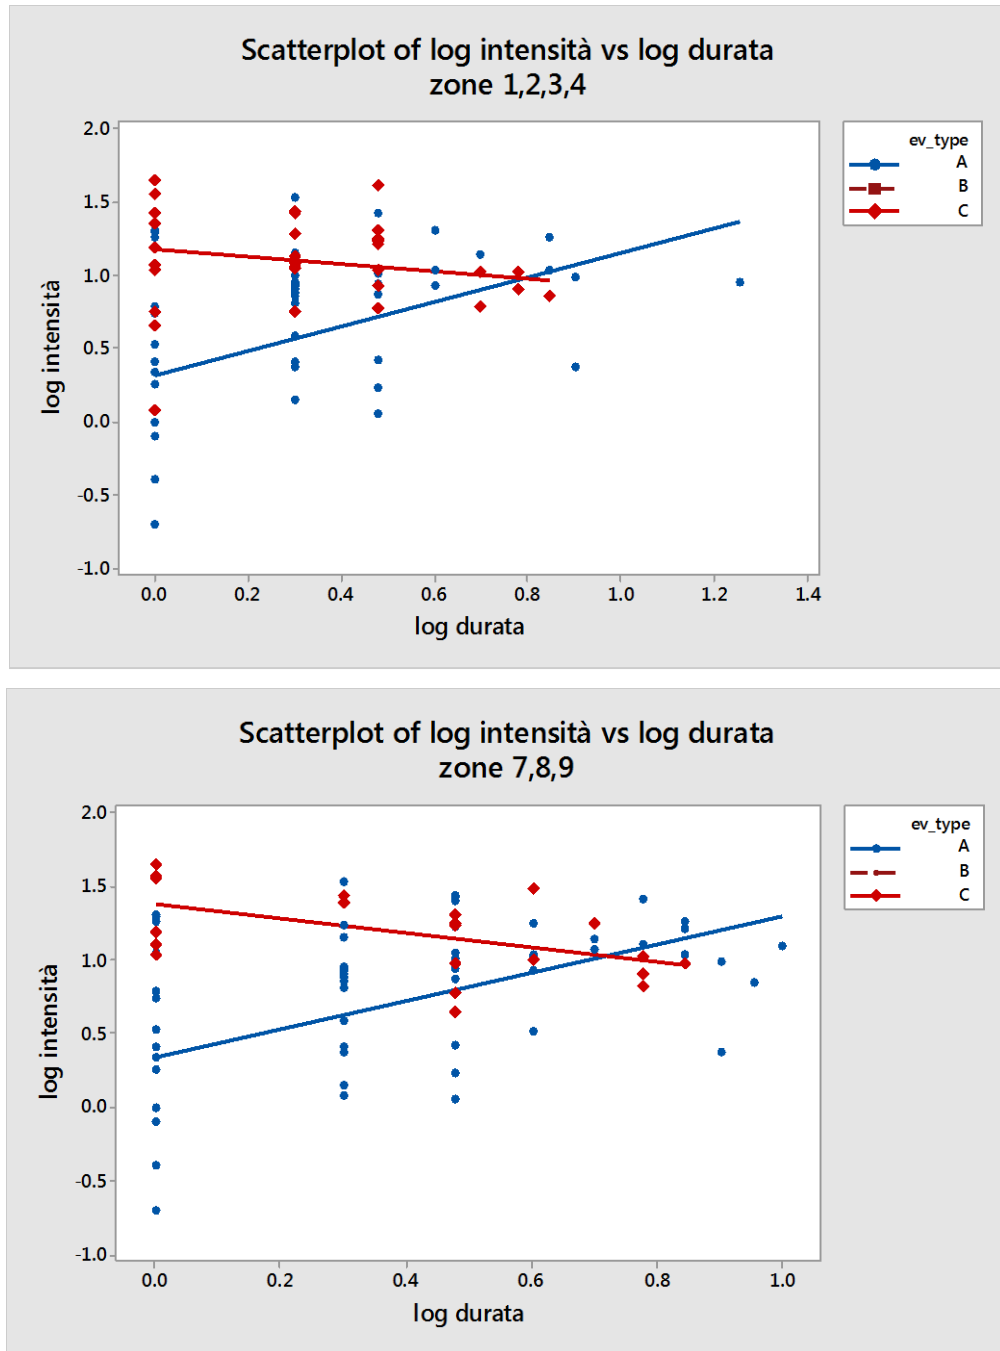 Scatterplot of log intensità vs log durata
zone 1,2,3,4
2.0
1.5
1.0
0.5
0.0
-0.5
-1.0
log intensità
0.0 0.2 0.4 0.6 0.8 1.0 1.2 1.4
log durata
ev_type
A
B
C
Scatterplot of log intensità vs log durata
zone 7,8,9
2.0
1.5
1.0
0.5
0.0
-0.5
-1.0
log intensità
0.0 0.2 0.4 0.6 0.8 1.0
log durata
ev_type
A
B
C